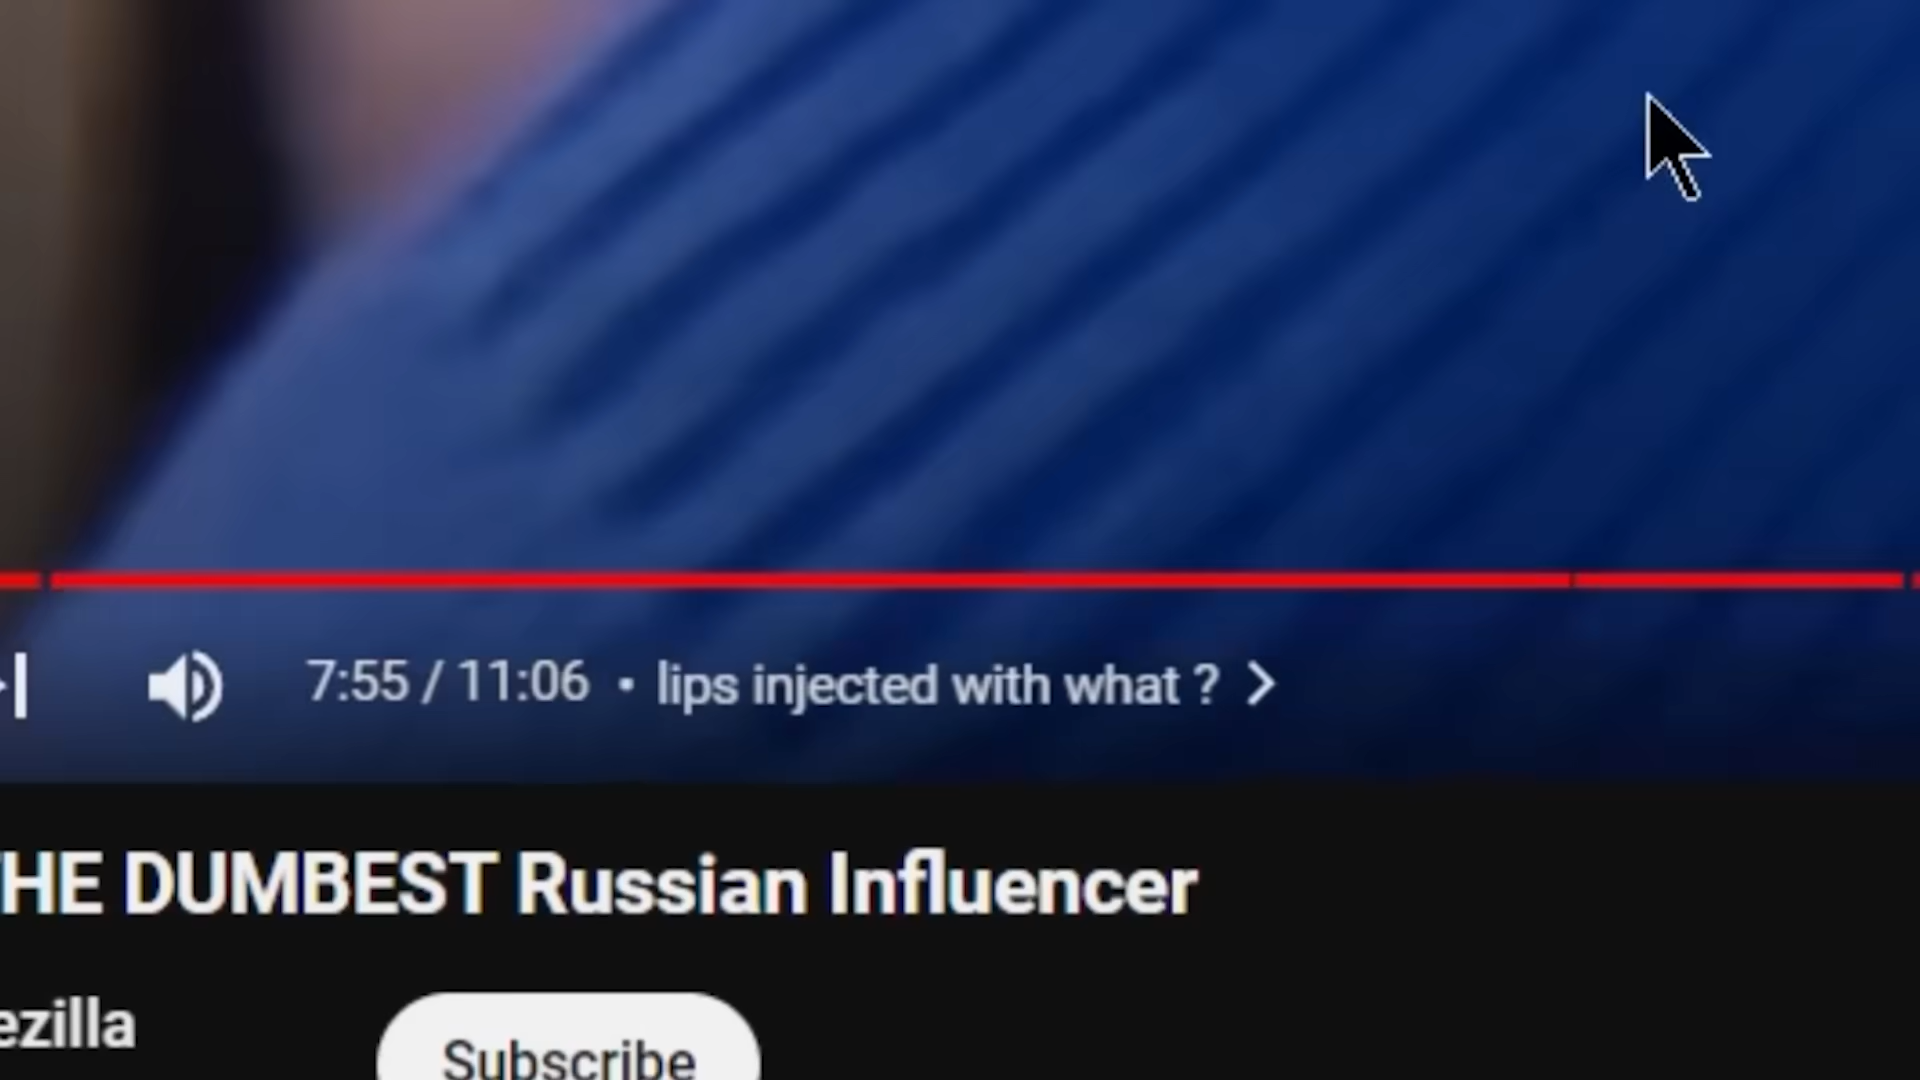 7:55 / 11:06 • lips injected with what ?
HE DUMBEST Russian Influencer
ezilla
Subscribe